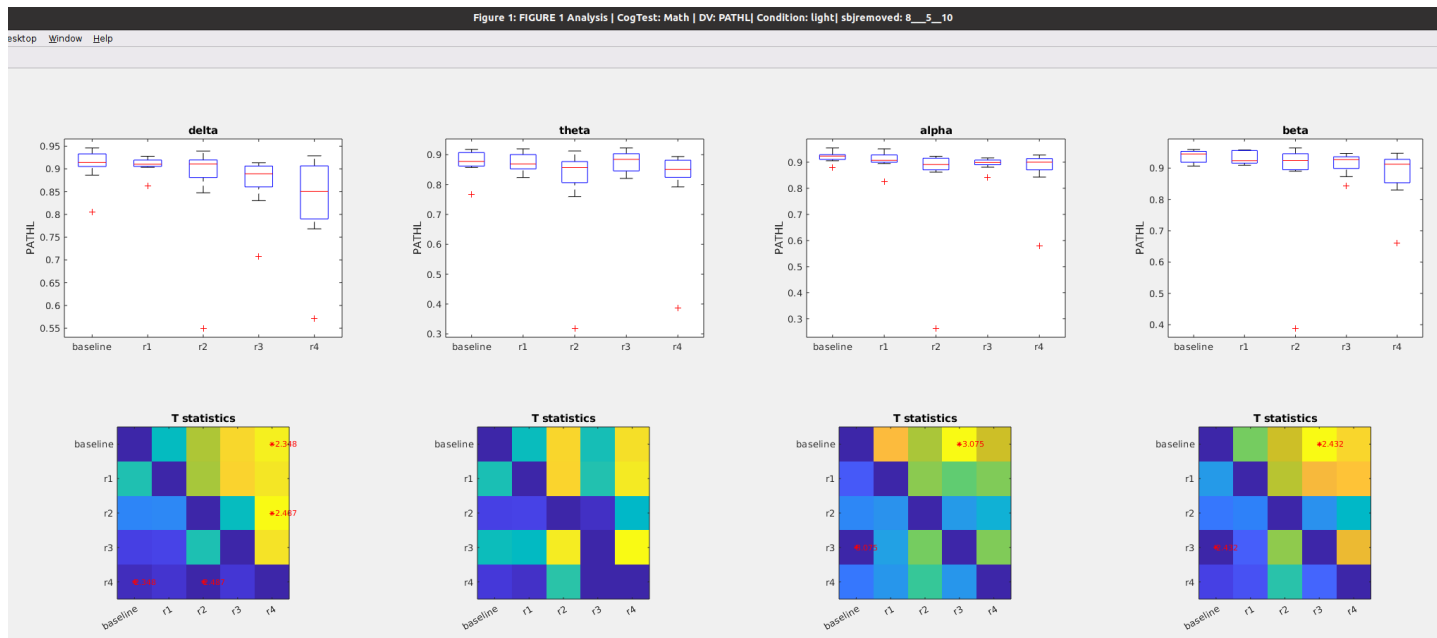 Figure 1: FIGURE 1 Analysis | CogTest: Math | DV: PATHL| Condition: light| sbjremoved: 8___5__10
esktop Window Help
delta
PATHL
0.95
0.9
0.85
0.8
0.75
0.7
0.65
0.6
0.55
baseline r1 r2 r3 r4
theta
PATHL
0.9
0.8
0.7
0.6
0.5
0.4
0.3
baseline r1 r2 r3 r4
alpha
PATHL
0.9
0.8
0.7
0.6
0.5
0.4
0.3
baseline r1 r2 r3 r4
beta
PATHL
0.9
0.8
0.7
0.6
0.5
0.4
baseline r1 r2 r3 r4
T statistics
baseline
r1
r2
r3
r4
*2.348
baseline r1 r2 r3 r4
T statistics
baseline
r1
r2
r3
r4
baseline r1 r2 r3 r4
T statistics
baseline
r1
r2
r3
r4
*3.075
baseline r1 r2 r3 r4
T statistics
baseline
r1
r2
r3
r4
*2.432
baseline r1 r2 r3 r4